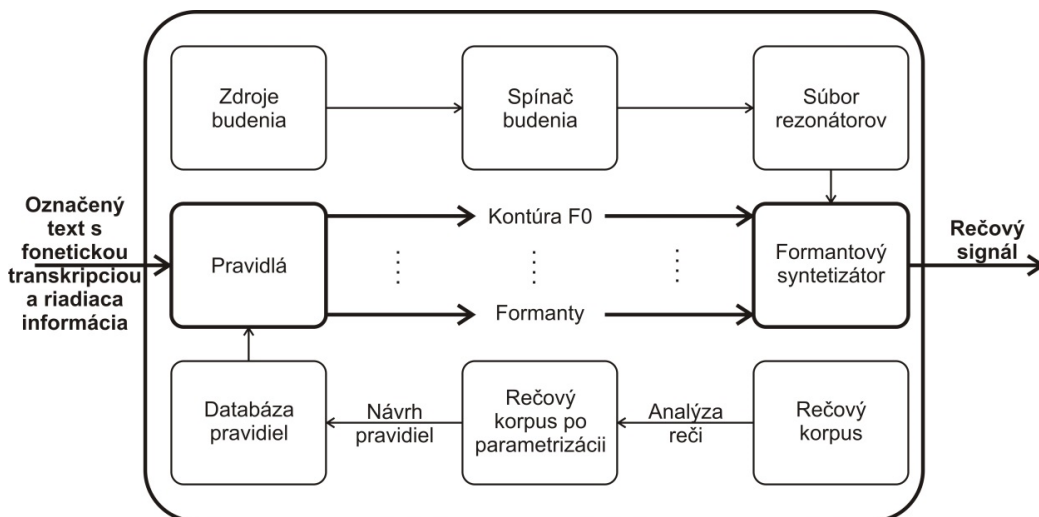 Zdroje
budenia
Spínač
budenia
Súbor
rezonátorov
Označený
text s
fonetickou
transkripciou
a riadiaca
informácia
Pravidlá
Kontúra F0
Formanty
Formantový
syntetizátor
Rečový
signál
Databáza
pravidiel
Návrh
pravidiel
Rečový
korpus po
parametrizácii
Analýza
reči
Rečový
korpus